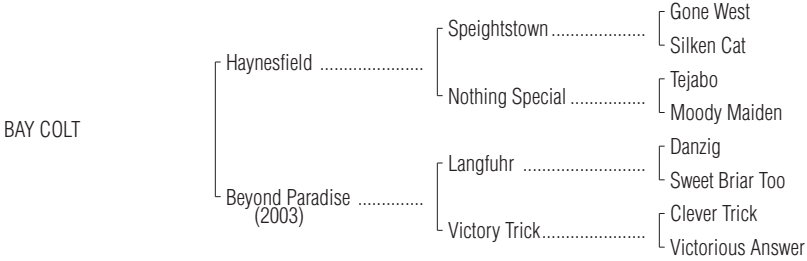 Gone West
Speightstown ....................
Silken Cat
Haynesfield ......................
Tejabo
Nothing Special ................
Moody Maiden
BAY COLT
Danzig
Langfuhr ..........................
Sweet Briar Too
Beyond Paradise ..............
(2003)
Clever Trick
Victory Trick......................
Victorious Answer